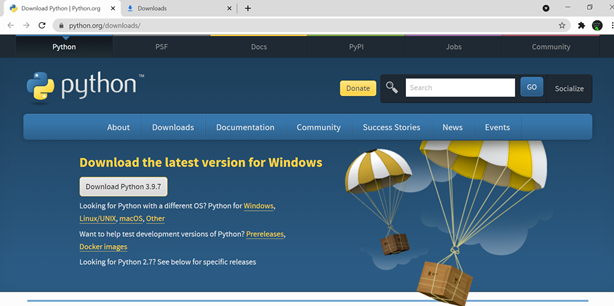 Download Python | Python.org
Downloads
python.org/downloads/
Python PSF Docs PyPI Jobs Community
python™
Donate Search GO Socialize
About Downloads Documentation Community Success Stories News Events
Download the latest version for Windows
Download Python 3.9.7
Looking for Python with a different OS? Python for Windows,
Linux/UNIX, macOS, Other
Want to help test development versions of Python? Prereleases,
Docker images
Looking for Python 2.7? See below for specific releases